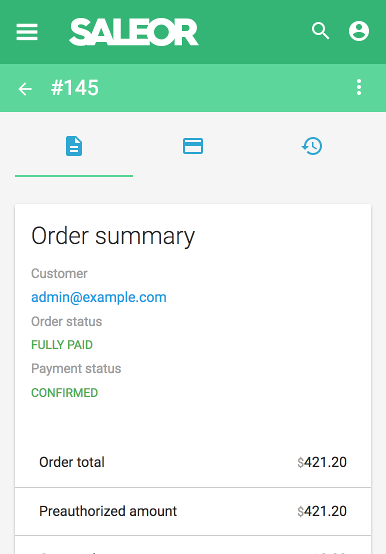 SALEOR
#145
Order summary
Customer
admin@example.com
Order status
FULLY PAID
Payment status
CONFIRMED
Order total $421.20
Preauthorized amount $421.20